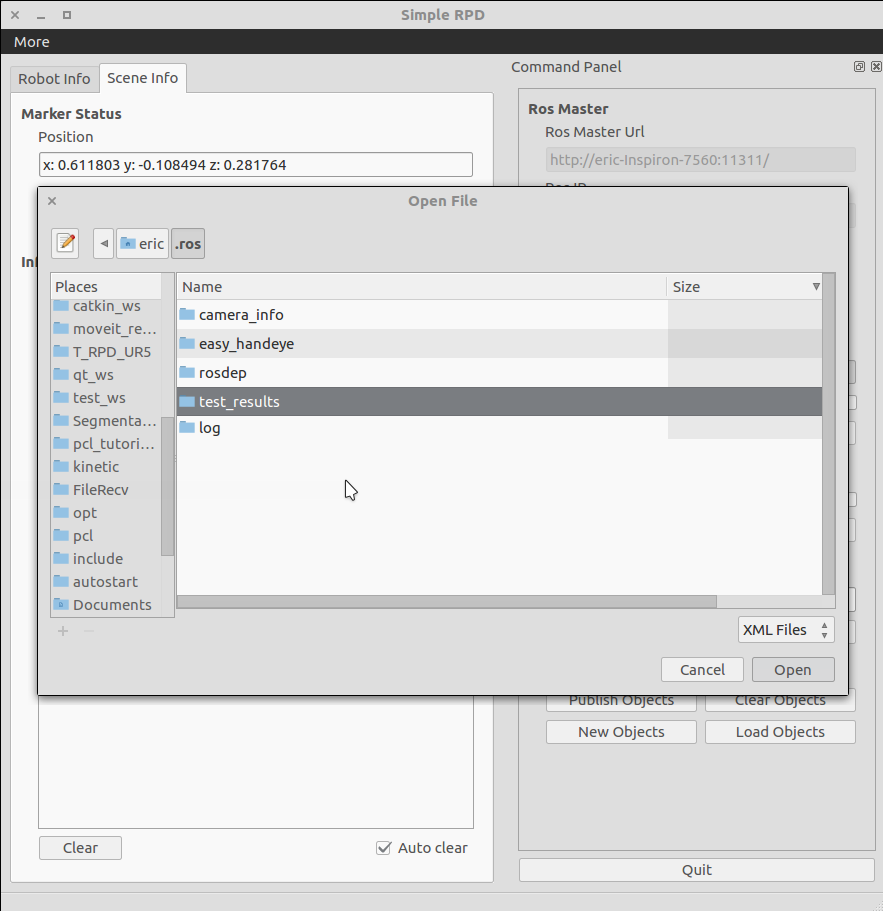 Simple RPD
More
Robot Info
Scene Info
Command Panel
Marker Status
Position
x: 0.611803 y: -0.108494 z: 0.281764
Ros Master
Ros Master Url
http://eric-Inspiron-7560:11311/
Open File
eric
.ros
Places
Name
Size
catkin_ws
moveit_re...
T_RPD_UR5
qt_ws
test_ws
Segmenta...
pcl_tutori...
kinetic
FileRecv
opt
pcl
include
autostart
Documents
camera_info
easy_handeye
rosdep
test_results
log
XML Files
Cancel
Open
Publish Objects
Clear Objects
New Objects
Load Objects
Clear
Auto clear
Quit